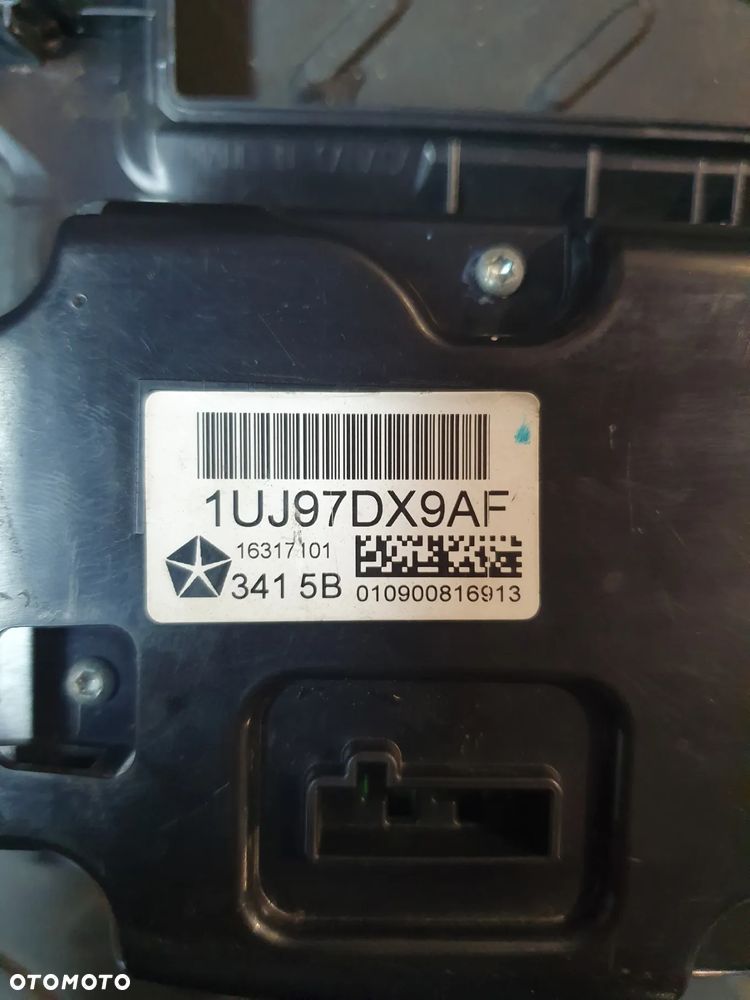 1UJ97DX9AF
16317101
341 5B
010900816913
OTOMOTO